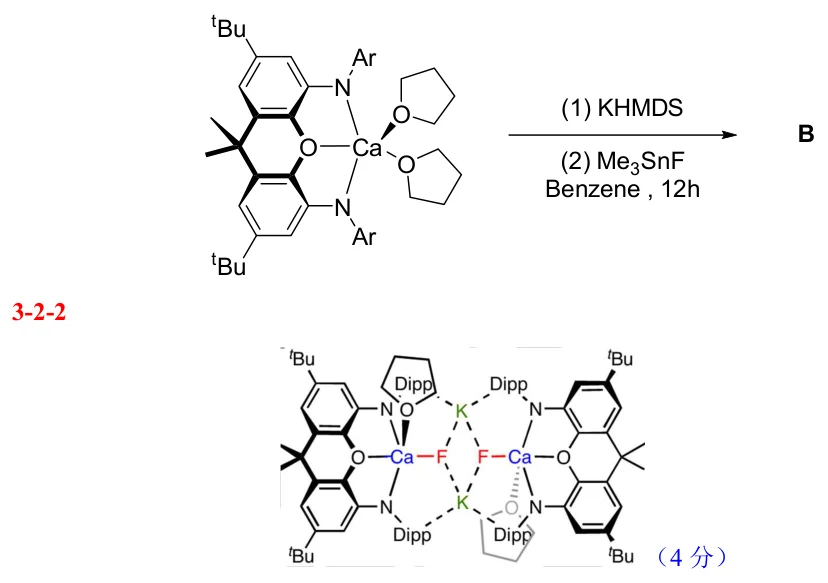 ᵗBu
Ar
N
O
O Ca
O
N
Ar
ᵗBu
(1) KHMDS
(2) Me₃SnF
Benzene , 12h
B
3-2-2
ᵗBu ᵗBu
Dipp Dipp
N O K N
O Ca F F Ca O
N K O N
Dipp Dipp
ᵗBu ᵗBu
(4 分)